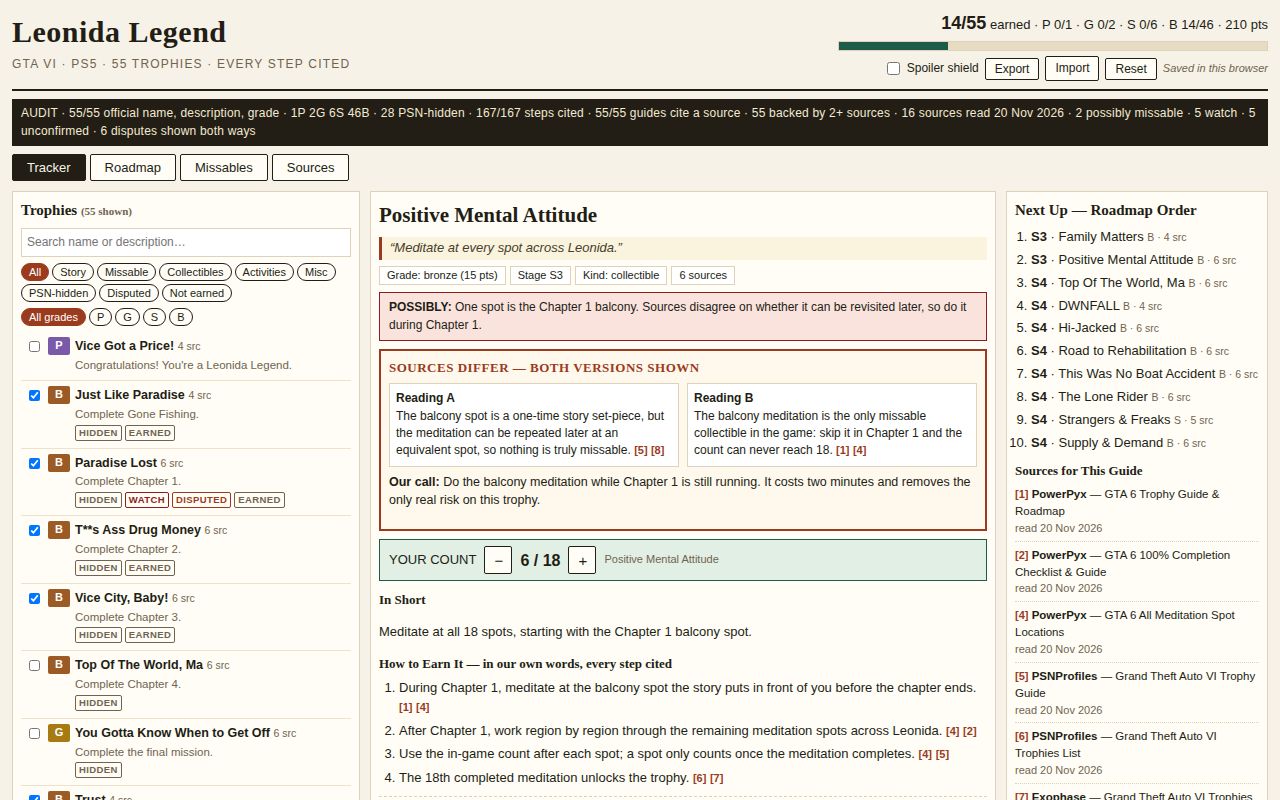 Leonida Legend
GTA VI · PS5 · 55 TROPHIES · EVERY STEP CITED
14/55 earned · P 0/1 · G 0/2 · S 0/6 · B 14/46 · 210 pts
Spoiler shield
Export
Import
Reset
Saved in this browser
AUDIT · 55/55 official name, description, grade · 1P 2G 6S 46B · 28 PSN-hidden · 167/167 steps cited · 55/55 guides cite a source · 55 backed by 2+ sources · 16 sources read 20 Nov 2026 · 2 possibly missable · 5 watch · 5
unconfirmed · 6 disputes shown both ways
Tracker
Roadmap
Missables
Sources
Trophies (55 shown)
Search name or description…
All
Story
Missable
Collectibles
Activities
Misc
PSN-hidden
Disputed
Not earned
All grades
P
G
S
B
P
Vice Got a Price! 4 src
Congratulations! You're a Leonida Legend.
B
Just Like Paradise 4 src
Complete Gone Fishing.
HIDDEN
EARNED
B
Paradise Lost 6 src
Complete Chapter 1.
HIDDEN
WATCH
DISPUTED
EARNED
B
T**s Ass Drug Money 6 src
Complete Chapter 2.
HIDDEN
EARNED
B
Vice City, Baby! 6 src
Complete Chapter 3.
HIDDEN
EARNED
B
Top Of The World, Ma 6 src
Complete Chapter 4.
HIDDEN
G
You Gotta Know When to Get Off 6 src
Complete the final mission.
HIDDEN
B
Trust 4 src
Positive Mental Attitude
“Meditate at every spot across Leonida.”
Grade: bronze (15 pts)
Stage S3
Kind: collectible
6 sources
POSSIBLY: One spot is the Chapter 1 balcony. Sources disagree on whether it can be revisited later, so do it
during Chapter 1.
SOURCES DIFFER — BOTH VERSIONS SHOWN
Reading A
The balcony spot is a one-time story set-piece, but
the meditation can be repeated later at an
equivalent spot, so nothing is truly missable. [5] [8]
Reading B
The balcony meditation is the only missable
collectible in the game: skip it in Chapter 1 and the
count can never reach 18. [1] [4]
Our call: Do the balcony meditation while Chapter 1 is still running. It costs two minutes and removes the
only real risk on this trophy.
YOUR COUNT
−
6 / 18
+
Positive Mental Attitude
In Short
Meditate at all 18 spots, starting with the Chapter 1 balcony spot.
How to Earn It — in our own words, every step cited
1. During Chapter 1, meditate at the balcony spot the story puts in front of you before the chapter ends.
[1] [4]
2. After Chapter 1, work region by region through the remaining meditation spots across Leonida. [4] [2]
3. Use the in-game count after each spot; a spot only counts once the meditation completes. [4] [5]
4. The 18th completed meditation unlocks the trophy. [6] [7]
Next Up — Roadmap Order
1. S3 · Family Matters B · 4 src
2. S3 · Positive Mental Attitude B · 6 src
3. S4 · Top Of The World, Ma B · 6 src
4. S4 · DWNFALL B · 4 src
5. S4 · Hi-Jacked B · 6 src
6. S4 · Road to Rehabilitation B · 6 src
7. S4 · This Was No Boat Accident B · 6 src
8. S4 · The Lone Rider B · 6 src
9. S4 · Strangers & Freaks S · 5 src
10. S4 · Supply & Demand B · 6 src
Sources for This Guide
[1] PowerPyx — GTA 6 Trophy Guide &
Roadmap
read 20 Nov 2026
[2] PowerPyx — GTA 6 100% Completion
Checklist & Guide
read 20 Nov 2026
[4] PowerPyx — GTA 6 All Meditation Spot
Locations
read 20 Nov 2026
[5] PSNProfiles — Grand Theft Auto VI Trophy
Guide
read 20 Nov 2026
[6] PSNProfiles — Grand Theft Auto VI
Trophies List
read 20 Nov 2026
[7] Exophase — Grand Theft Auto VI Trophies